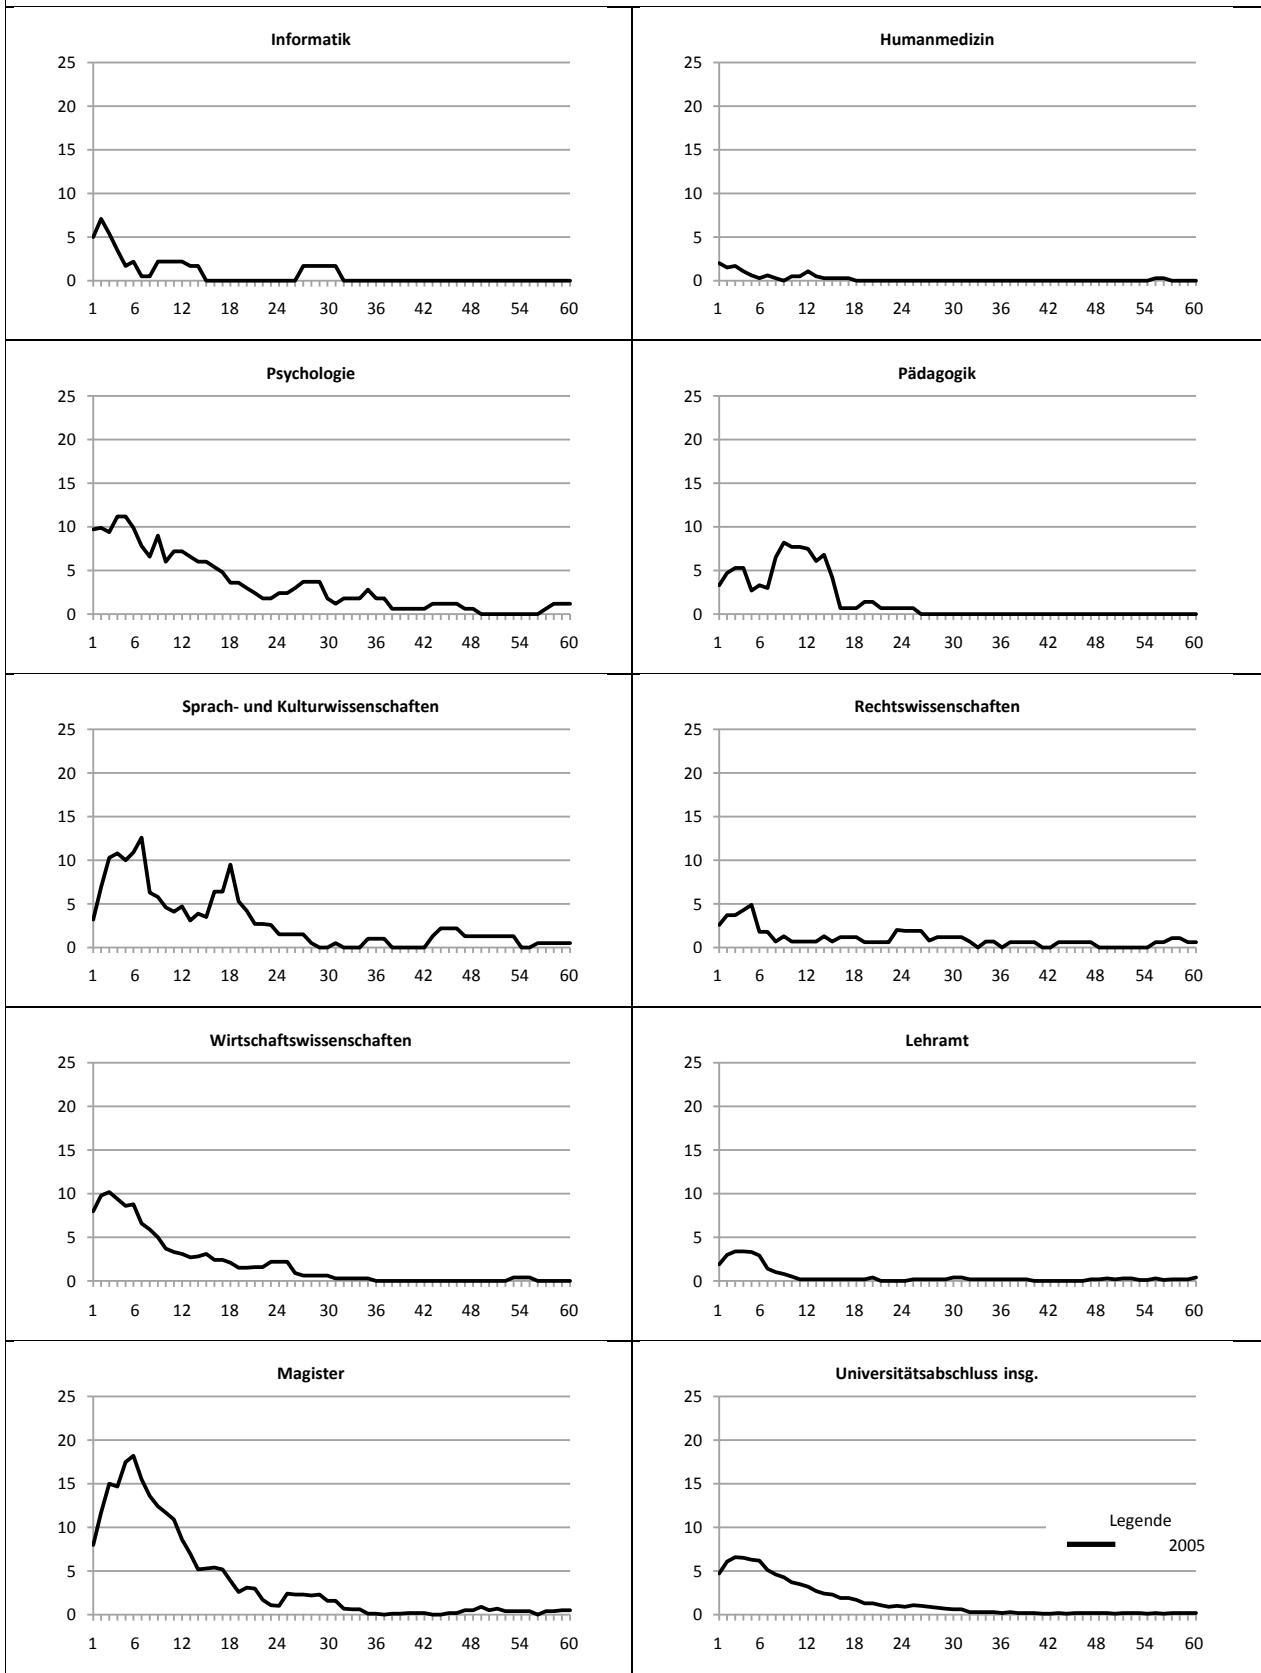 Informatik
25
20
15
10
5
0
1 6 12 18 24 30 36 42 48 54 60
Humanmedizin
25
20
15
10
5
0
1 6 12 18 24 30 36 42 48 54 60
Psychologie
25
20
15
10
5
0
1 6 12 18 24 30 36 42 48 54 60
Pädagogik
25
20
15
10
5
0
1 6 12 18 24 30 36 42 48 54 60
Sprach- und Kulturwissenschaften
25
20
15
10
5
0
1 6 12 18 24 30 36 42 48 54 60
Rechtswissenschaften
25
20
15
10
5
0
1 6 12 18 24 30 36 42 48 54 60
Wirtschaftswissenschaften
25
20
15
10
5
0
1 6 12 18 24 30 36 42 48 54 60
Lehramt
25
20
15
10
5
0
1 6 12 18 24 30 36 42 48 54 60
Magister
25
20
15
10
5
0
1 6 12 18 24 30 36 42 48 54 60
Universitätsabschluss insg.
25
20
15
10
5
0
1 6 12 18 24 30 36 42 48 54 60
Legende
2005